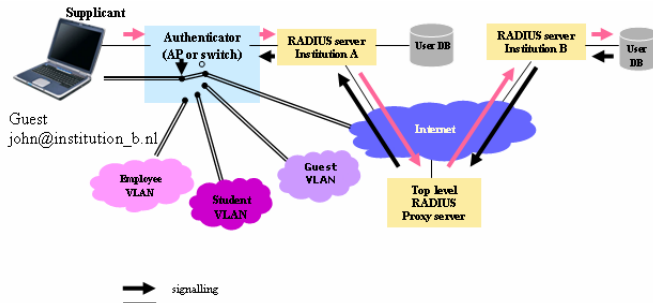 Supplicant
Authenticator
(AP or switch)
RADIUS server
Institution A
User DB
RADIUS server
Institution B
User
DB
Guest
john@institution_b.nl
Internet
Employee
VLAN
Student
VLAN
Guest
VLAN
Top level
RADIUS
Proxy server
signalling